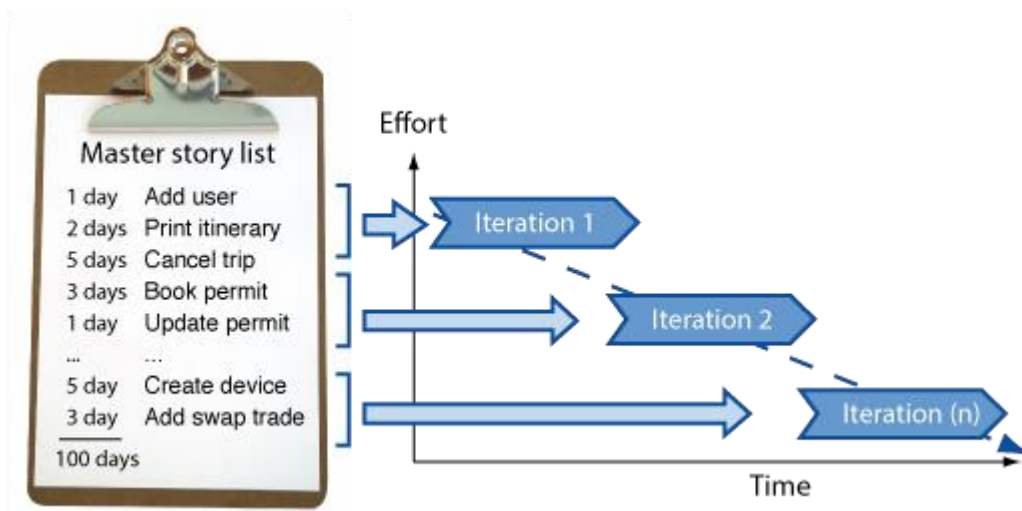 Master story list
1 day Add user
2 days Print itinerary
5 days Cancel trip
3 days Book permit
1 day Update permit
... ...
5 day Create device
3 day Add swap trade
100 days
Effort
Iteration 1
Iteration 2
Iteration (n)
Time